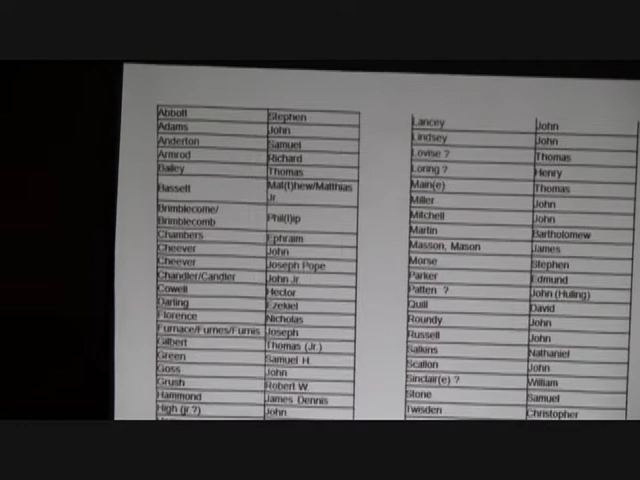 Abbott Stephen
Adams John
Anderton Samuel
Armrod Richard
Bailey Thomas
Bassett Mat(t)hew/Matthias
Jr
Brimblecome/
Brimblecomb Phil(l)ip
Chambers Ephraim
Cheever John
Cheever Joseph Pope
Chandler/Candler John Jr
Cowell Hector
Darling Ezekiel
Florence Nicholas
Furnace/Furnes/Furnis Joseph
Gilbert Thomas (Jr.)
Green Samuel H.
Goss John
Grush Robert W.
Hammond James Dennis
High (jr.?) John
Lancey John
Lindsey John
Lovise ? Thomas
Loring ? Henry
Main(e) Thomas
Miller John
Mitchell John
Martin Bartholomew
Masson, Mason James
Morse Stephen
Parker Edmund
Patten ? John (Huling)
Quill David
Roundy John
Russell John
Salkins Nathaniel
Scallon John
Sinclair(e) ? William
Stone Samuel
Twisden Christopher